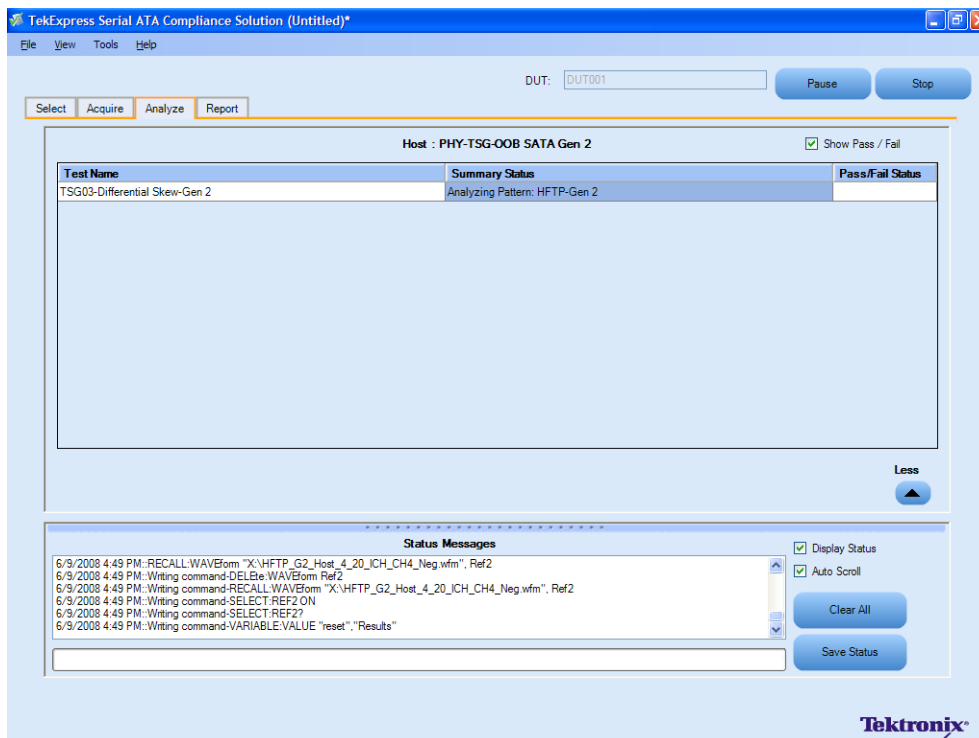 TekExpress Serial ATA Compliance Solution (Untitled)*
File View Tools Help
DUT: DUT001 Pause Stop
Select Acquire Analyze Report
Host : PHY-TSG-OOB SATA Gen 2 Show Pass / Fail
Test Name Summary Status Pass/Fail Status
TSG03-Differential Skew-Gen 2 Analyzing Pattern: HFTP-Gen 2
Less
Status Messages
Display Status
6/9/2008 4:49 PM::RECALL:WAVEform "X:\HFTP_G2_Host_4_20_ICH_CH4_Neg.wfm", Ref2
6/9/2008 4:49 PM::Writing command-DELEte:WAVEform Ref2
Auto Scroll
6/9/2008 4:49 PM::Writing command-RECALL:WAVEform "X:\HFTP_G2_Host_4_20_ICH_CH4_Neg.wfm", Ref2
6/9/2008 4:49 PM::Writing command-SELECT:REF2 ON
6/9/2008 4:49 PM::Writing command-SELECT:REF2?
6/9/2008 4:49 PM::Writing command-VARIABLE:VALUE "reset","Results"
Clear All
Save Status
Tektronix®